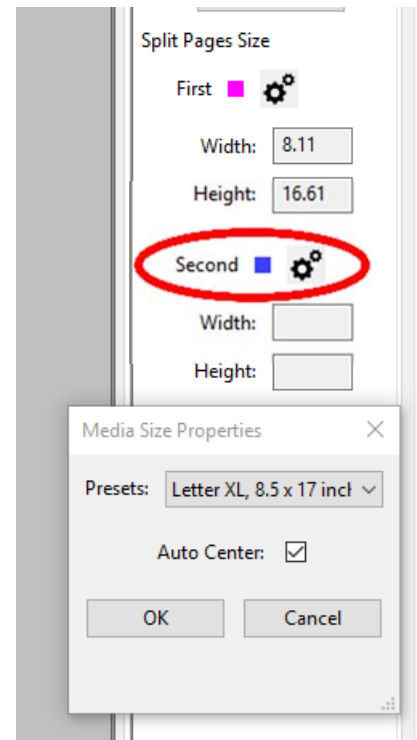 Split Pages Size
First
Width: 8.11
Height: 16.61
Second
Width:
Height:
Media Size Properties
Presets: Letter XL, 8.5 x 17 incl
Auto Center:
OK Cancel